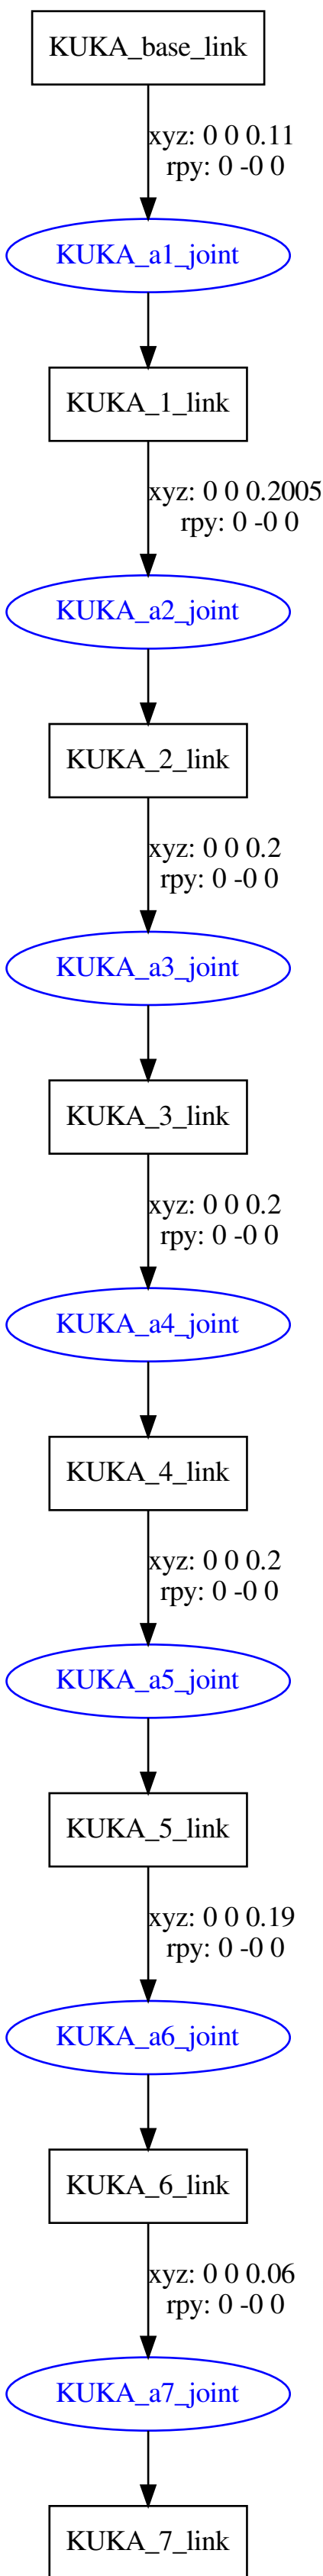 KUKA_base_link
xyz: 0 0 0.11
rpy: 0 -0 0
KUKA_a1_joint
KUKA_1_link
xyz: 0 0 0.2005
rpy: 0 -0 0
KUKA_a2_joint
KUKA_2_link
xyz: 0 0 0.2
rpy: 0 -0 0
KUKA_a3_joint
KUKA_3_link
xyz: 0 0 0.2
rpy: 0 -0 0
KUKA_a4_joint
KUKA_4_link
xyz: 0 0 0.2
rpy: 0 -0 0
KUKA_a5_joint
KUKA_5_link
xyz: 0 0 0.19
rpy: 0 -0 0
KUKA_a6_joint
KUKA_6_link
xyz: 0 0 0.06
rpy: 0 -0 0
KUKA_a7_joint
KUKA_7_link